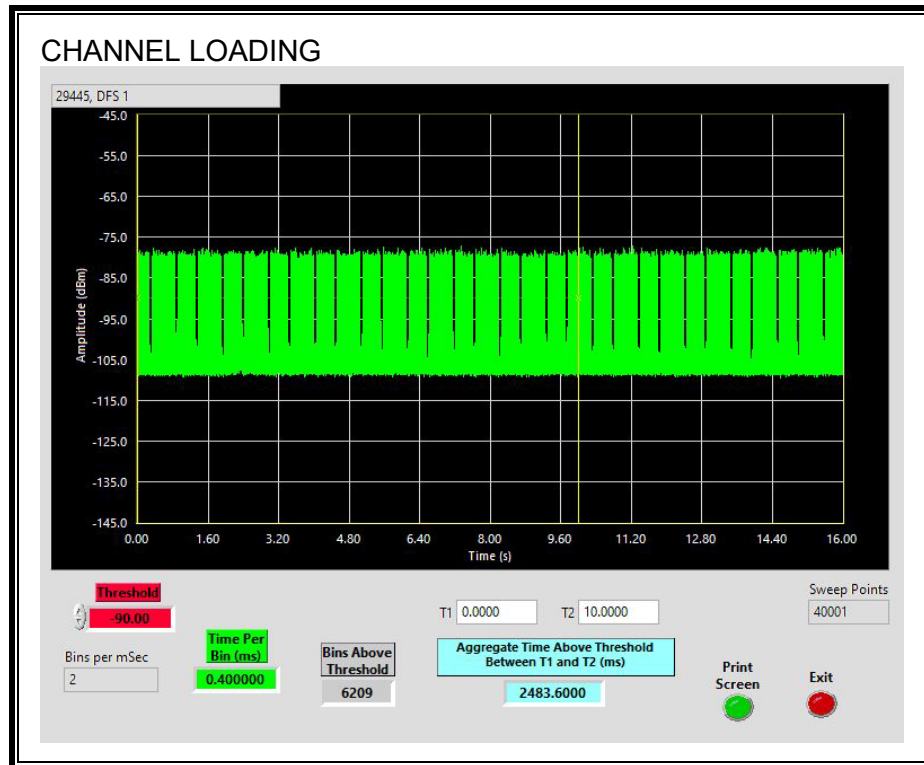 CHANNEL LOADING
29445, DFS 1
-45.0
-55.0
-65.0
-75.0
-85.0
-95.0
-105.0
-115.0
-125.0
-135.0
-145.0
Amplitude (dBm)
0.00 1.60 3.20 4.80 6.40 8.00 9.60 11.20 12.80 14.40 16.00
Time (s)
Threshold
-90.00
Bins per mSec
2
Time Per
Bin (ms)
0.400000
Bins Above
Threshold
6209
T1 0.0000 T2 10.0000
Aggregate Time Above Threshold
Between T1 and T2 (ms)
2483.6000
Sweep Points
40001
Print
Screen
Exit